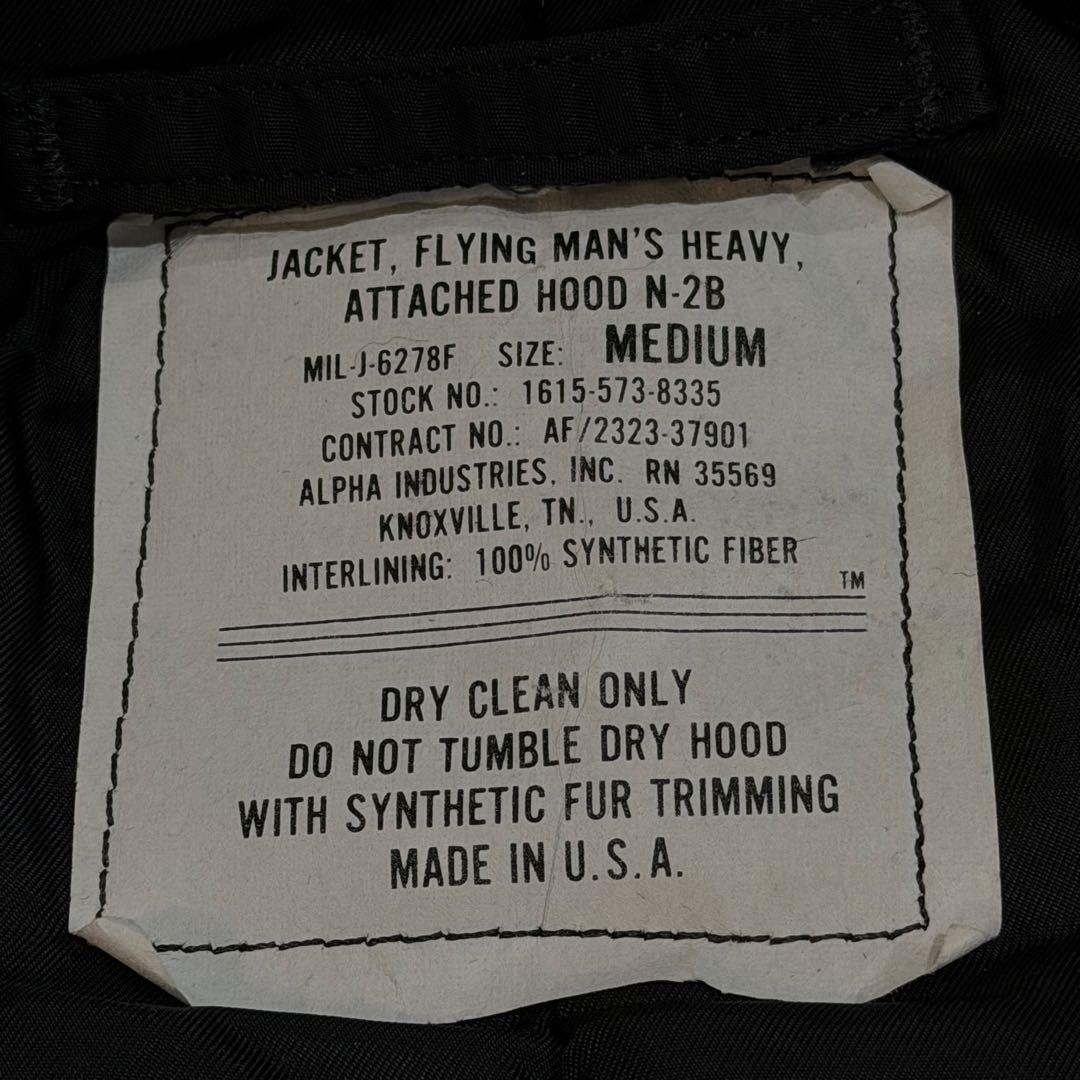 JACKET, FLYING MAN'S HEAVY,
ATTACHED HOOD N-2B
MIL-J-6278F SIZE: MEDIUM
STOCK NO.: 1615-573-8335
CONTRACT NO.: AF/2323-37901
ALPHA INDUSTRIES, INC. RN 35569
KNOXVILLE, TN., U.S.A.
INTERLINING: 100% SYNTHETIC FIBER
TM
DRY CLEAN ONLY
DO NOT TUMBLE DRY HOOD
WITH SYNTHETIC FUR TRIMMING
MADE IN U.S.A.